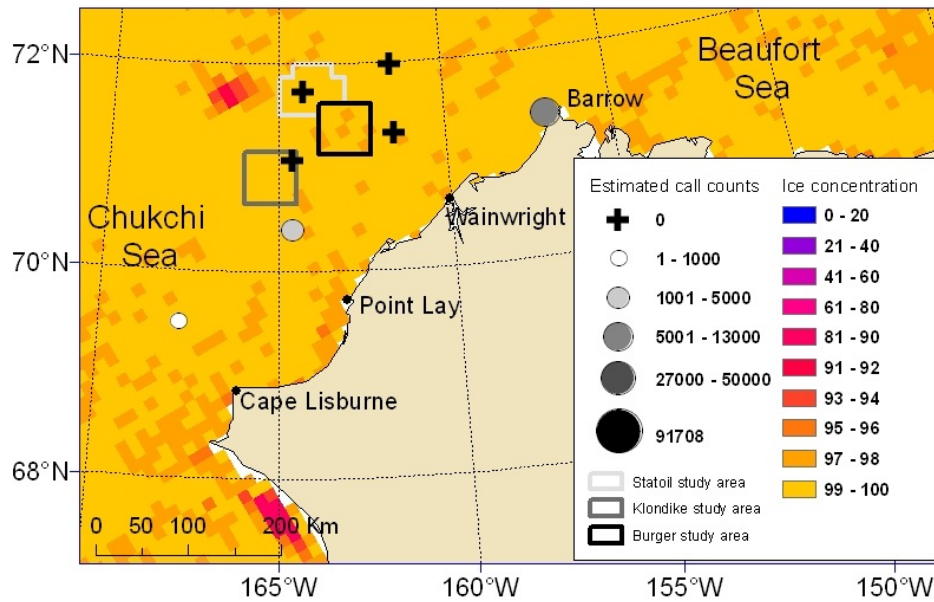 72°N
70°N
68°N
Beaufort
Sea
Barrow
Chukchi
Sea
Wainwright
Point Lay
Cape Lisburne
0 50 100 200 Km
165°W 160°W 155°W 150°W
Estimated call counts
0
1 - 1000
1001 - 5000
5001 - 13000
27000 - 50000
91708
Statoil study area
Klondike study area
Burger study area
Ice concentration
0 - 20
21 - 40
41 - 60
61 - 80
81 - 90
91 - 92
93 - 94
95 - 96
97 - 98
99 - 100